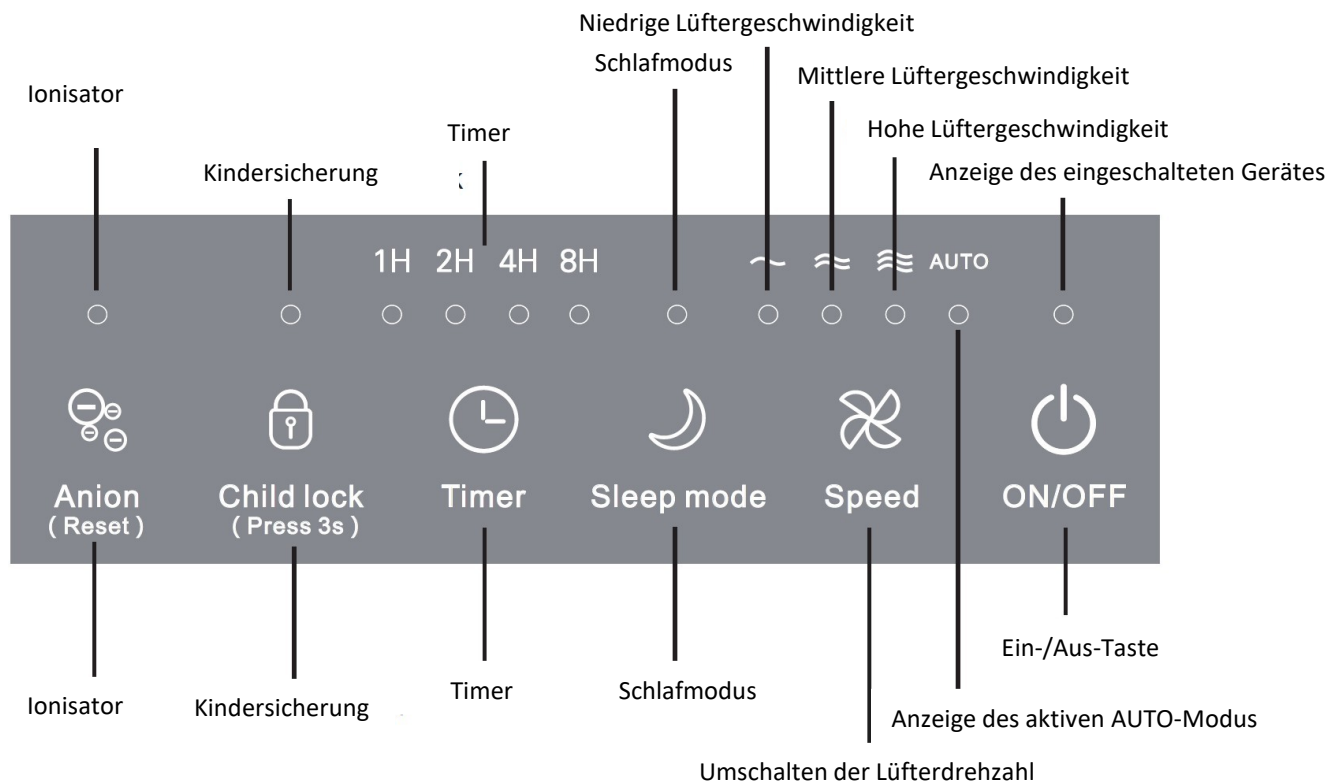 Niedrige Lüftergeschwindigkeit
Schlafmodus
Mittlere Lüftergeschwindigkeit
Ionisator
Timer
Hohe Lüftergeschwindigkeit
Kindersicherung
Anzeige des eingeschalteten Gerätes
1H 2H 4H 8H
AUTO
Anion
( Reset )
Child lock
( Press 3s )
Timer
Sleep mode
Speed
ON/OFF
Ein-/Aus-Taste
Ionisator
Kindersicherung
Timer
Schlafmodus
Anzeige des aktiven AUTO-Modus
Umschalten der Lüfterdrehzahl